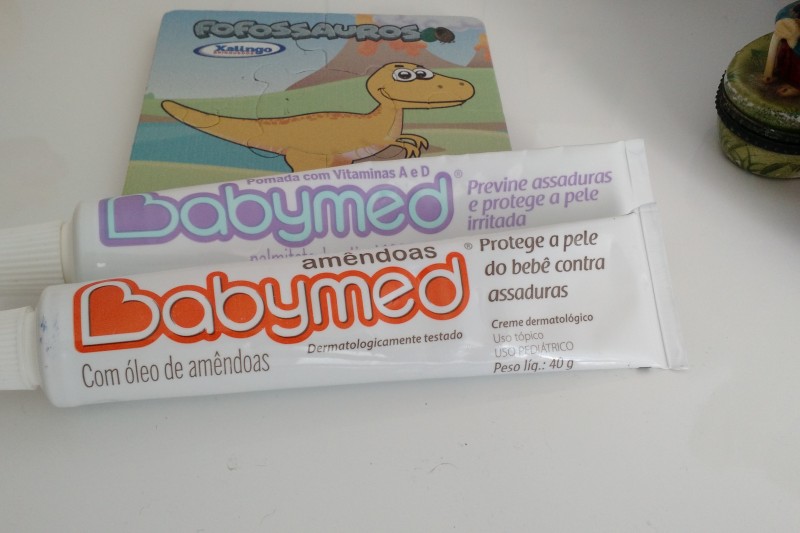 FOFOSSAUROS
Xalingo
Pomada com Vitaminas A e D
Babymed®
Previne assaduras
e protege a pele
irritada
amêndoas
Babymed®
Protege a pele
do bebê contra
assaduras
Dermatologicamente testado
Com óleo de amêndoas
Creme dermatológico
Uso tópico
USO PEDIÁTRICO
Peso líq.: 40 g